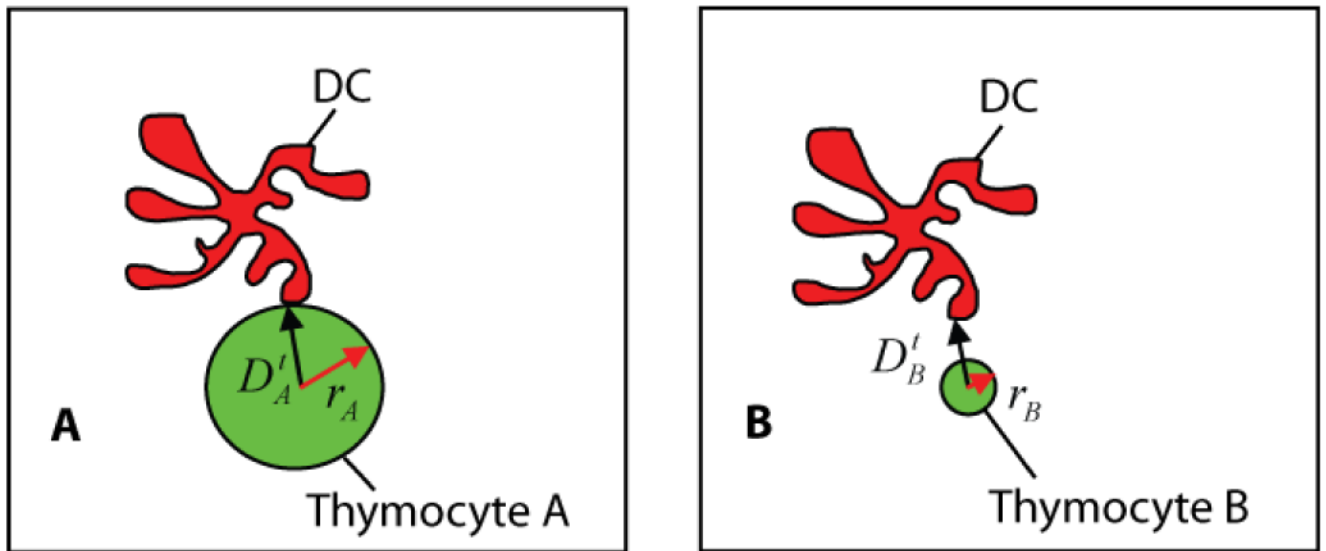 DC
D^t_A
r_A
A
Thymocyte A
DC
D^t_B
r_B
B
Thymocyte B